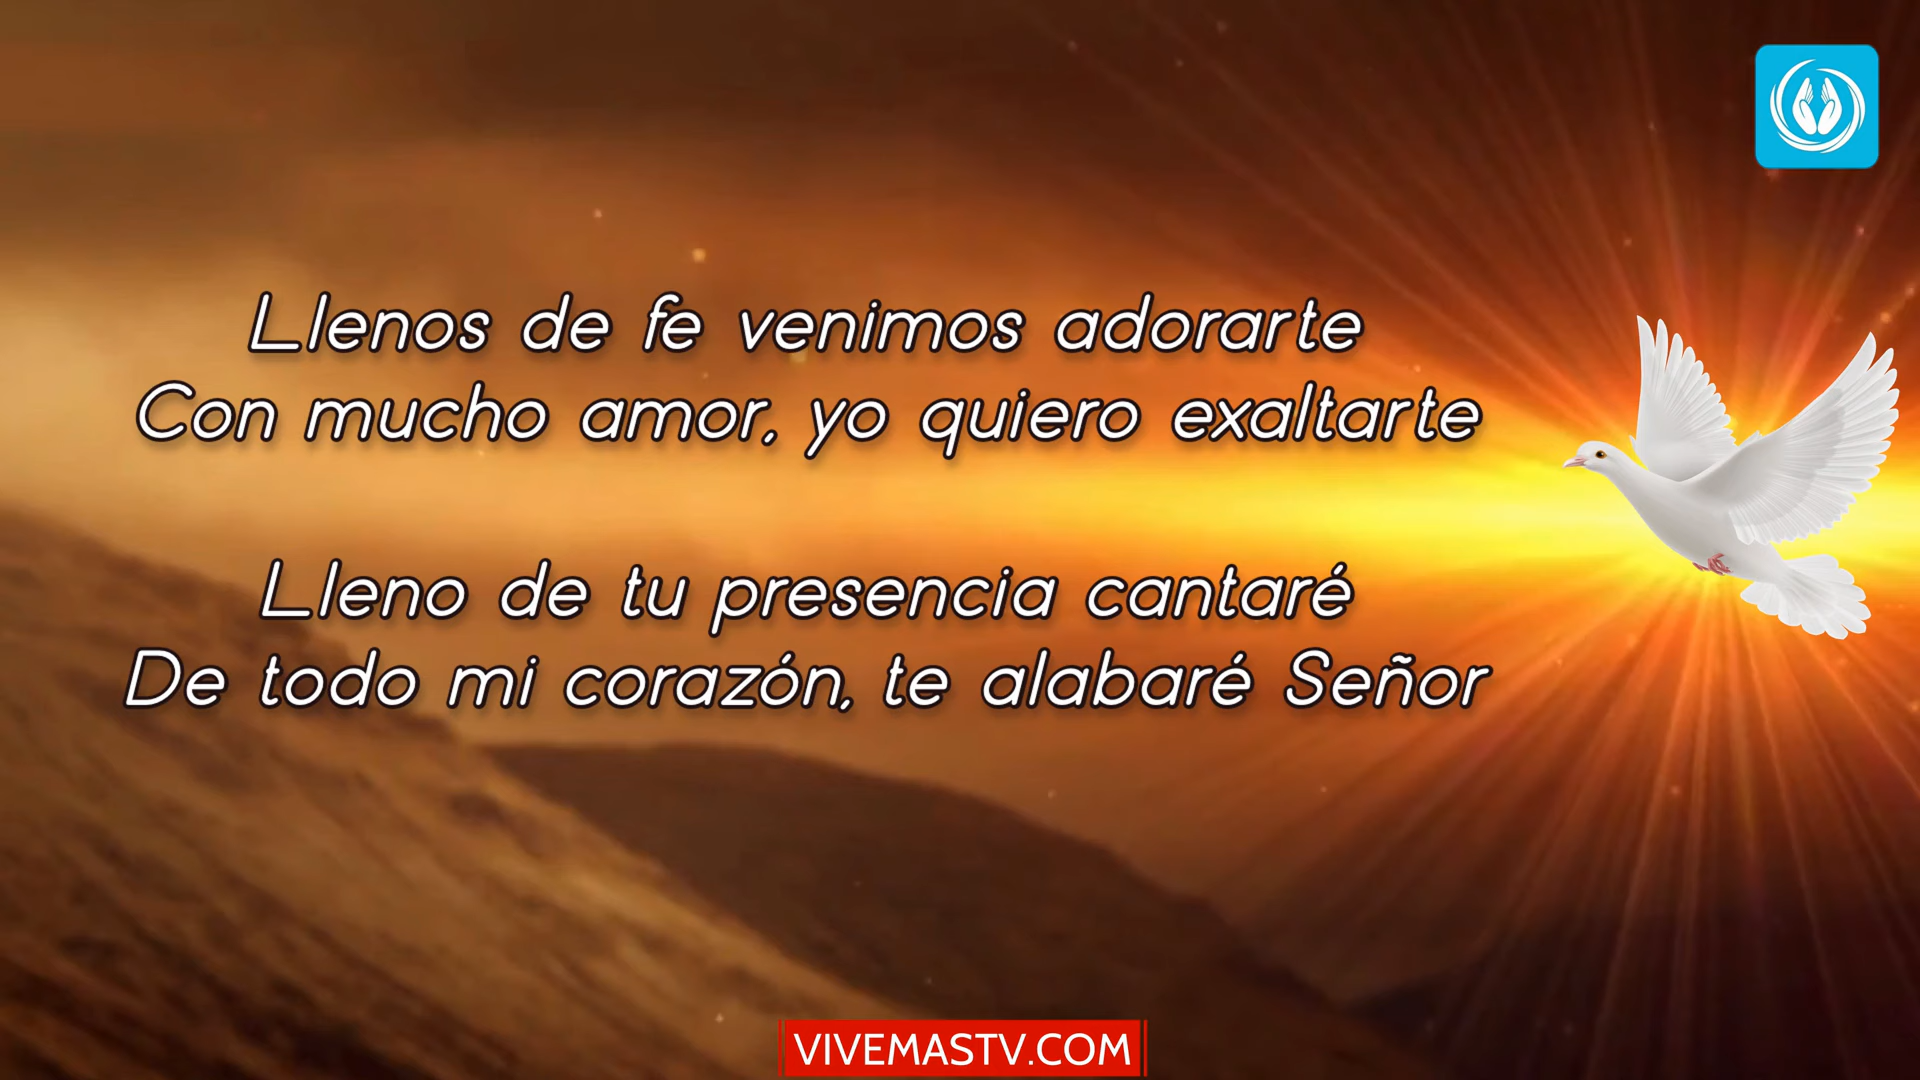 Llenos de fe venimos adorarte
Con mucho amor, yo quiero exaltarte
Lleno de tu presencia cantaré
De todo mi corazón, te alabaré Señor
VIVEMASTV.COM